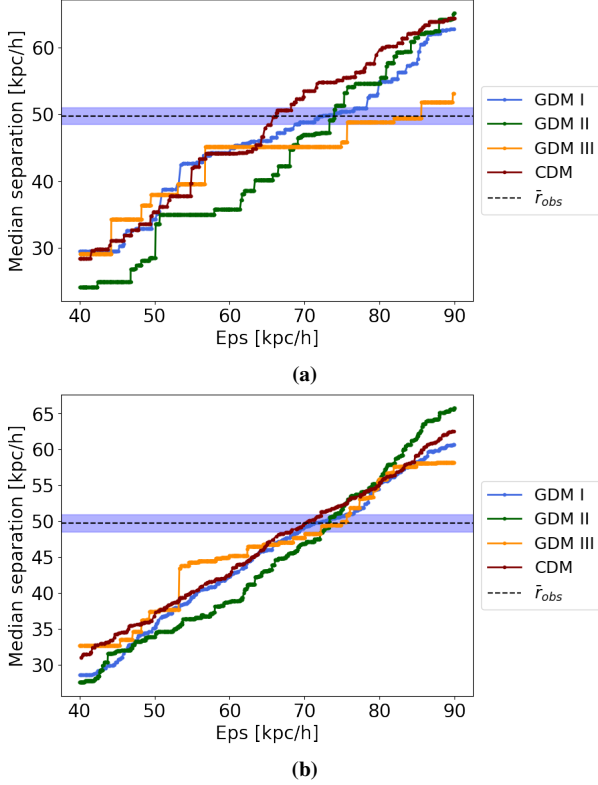 60
50
40
30
Median separation [kpc/h]
40 50 60 70 80 90
Eps [kpc/h]
GDM I
GDM II
GDM III
CDM
r̄obs
(a)
65
60
55
50
45
40
35
30
Median separation [kpc/h]
40 50 60 70 80 90
Eps [kpc/h]
GDM I
GDM II
GDM III
CDM
r̄obs
(b)